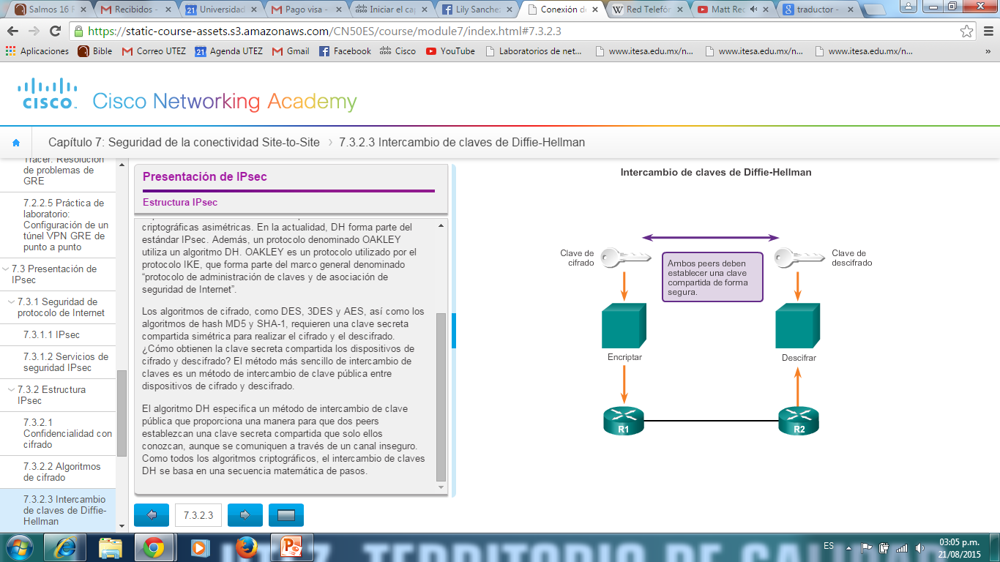 Salmos 16 R
Recibidos -
Universidad
Pago visa -
Iniciar el ca
Lily Sanchez
Conexión de
Red Telefón
Matt Red
traductor -
https://static-course-assets.s3.amazonaws.com/CN50ES/course/module7/index.html#7.3.2.3
Aplicaciones
Bible
Correo UTEZ
21 Agenda UTEZ
Gmail
Facebook
Cisco
YouTube
Laboratorios de net...
www.itesa.edu.mx/n...
www.itesa.edu.mx/n...
www.itesa.edu.mx/n...
»
CISCO
Cisco Networking Academy
Capítulo 7: Seguridad de la conectividad Site-to-Site
7.3.2.3 Intercambio de claves de Diffie-Hellman
Tracer: Resolución
de problemas de
GRE
7.2.2.5 Práctica de
laboratorio:
Configuración de un
túnel VPN GRE de
punto a punto
7.3 Presentación de
IPsec
7.3.1 Seguridad de
protocolo de Internet
7.3.1.1 IPsec
7.3.1.2 Servicios de
seguridad IPsec
7.3.2 Estructura
IPsec
7.3.2.1
Confidencialidad con
cifrado
7.3.2.2 Algoritmos
de cifrado
7.3.2.3 Intercambio
de claves de Diffie-
Hellman
Presentación de IPsec
Estructura IPsec
criptográficas asimétricas. En la actualidad, DH forma parte del
estándar IPsec. Además, un protocolo denominado OAKLEY
utiliza un algoritmo DH. OAKLEY es un protocolo utilizado por el
protocolo IKE, que forma parte del marco general denominado
“protocolo de administración de claves y de asociación de
seguridad de Internet”.
Los algoritmos de cifrado, como DES, 3DES y AES, así como los
algoritmos de hash MD5 y SHA-1, requieren una clave secreta
compartida simétrica para realizar el cifrado y el descifrado.
¿Cómo obtienen la clave secreta compartida los dispositivos de
cifrado y descifrado? El método más sencillo de intercambio de
claves es un método de intercambio de clave pública entre
dispositivos de cifrado y descifrado.
El algoritmo DH especifica un método de intercambio de clave
pública que proporciona una manera para que dos peers
establezcan una clave secreta compartida que solo ellos
conozcan, aunque se comuniquen a través de un canal inseguro.
Como todos los algoritmos criptográficos, el intercambio de claves
DH se basa en una secuencia matemática de pasos.
7.3.2.3
Intercambio de claves de Diffie-Hellman
Clave de
cifrado
Ambos peers deben
establecer una clave
compartida de forma
segura.
Clave de
descifrado
Encriptar
Descifrar
R1
R2
UTEZ, TERRITORIO DE CALIDAD
ES
03:05 p.m.
21/08/2015